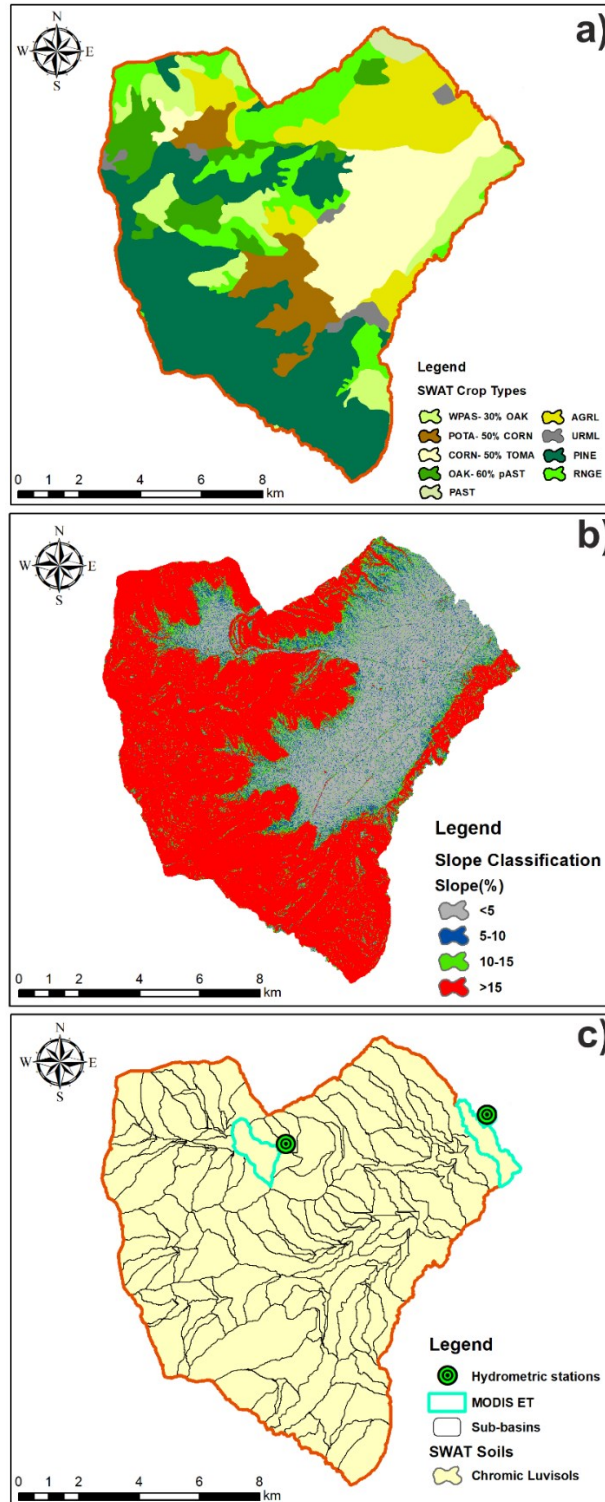 a)
N
W E
S
Legend
SWAT Crop Types
WPAS- 30% OAK AGRL
POTA- 50% CORN URML
CORN- 50% TOMA PINE
OAK- 60% pAST RNGE
PAST
0 2 4 6 8
km
b)
N
W E
S
Legend
Slope Classification
Slope(%)
<5
5-10
10-15
>15
0 2 4 6 8
km
c)
N
W E
S
Legend
Hydrometric stations
MODIS ET
Sub-basins
SWAT Soils
Chromic Luvisols
0 2 4 6 8
km